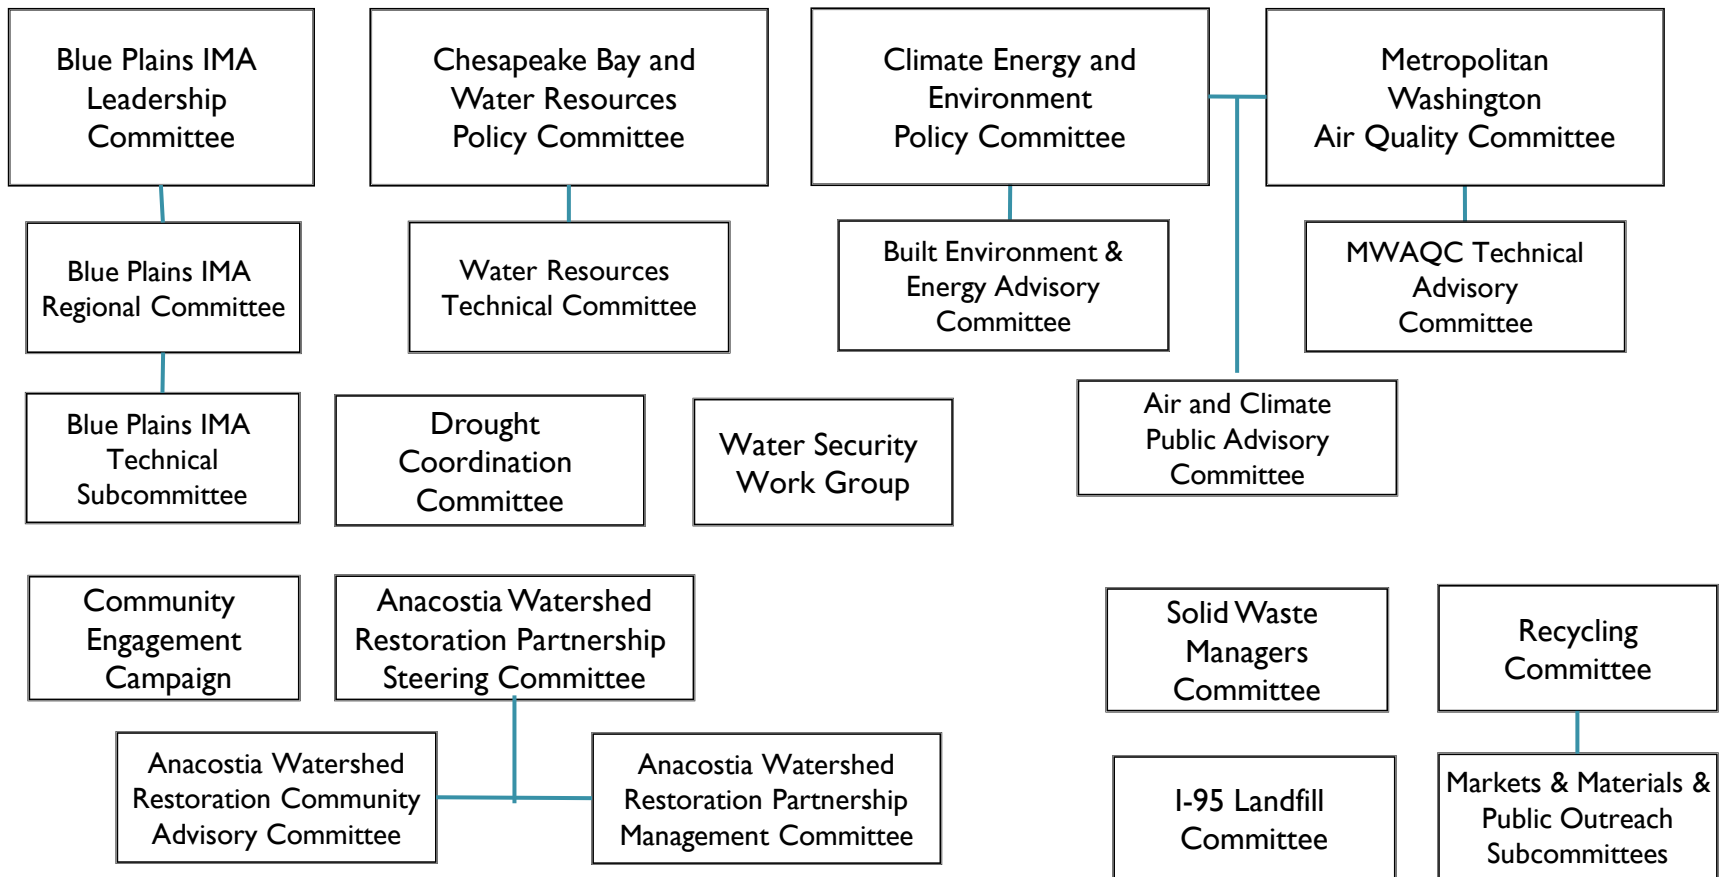 Blue Plains IMA
Leadership
Committee
Chesapeake Bay and
Water Resources
Policy Committee
Climate Energy and
Environment
Policy Committee
Metropolitan
Washington
Air Quality Committee
Blue Plains IMA
Regional Committee
Water Resources
Technical Committee
Built Environment &
Energy Advisory
Committee
MWAQC Technical
Advisory
Committee
Blue Plains IMA
Technical
Subcommittee
Drought
Coordination
Committee
Water Security
Work Group
Air and Climate
Public Advisory
Committee
Community
Engagement
Campaign
Anacostia Watershed
Restoration Partnership
Steering Committee
Solid Waste
Managers
Committee
Recycling
Committee
Anacostia Watershed
Restoration Community
Advisory Committee
Anacostia Watershed
Restoration Partnership
Management Committee
I-95 Landfill
Committee
Markets & Materials &
Public Outreach
Subcommittees